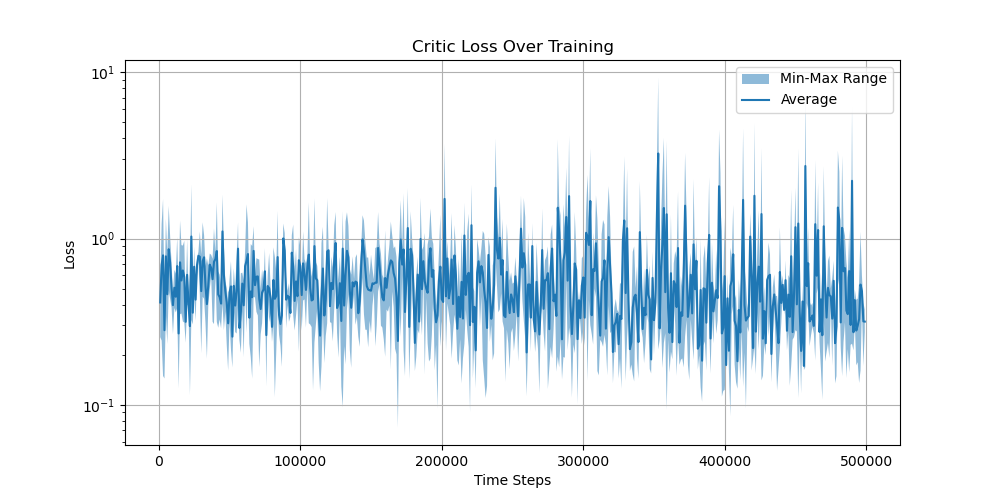 Critic Loss Over Training
Min-Max Range
Average
10¹
10⁰
10⁻¹
Loss
0 100000 200000 300000 400000 500000
Time Steps